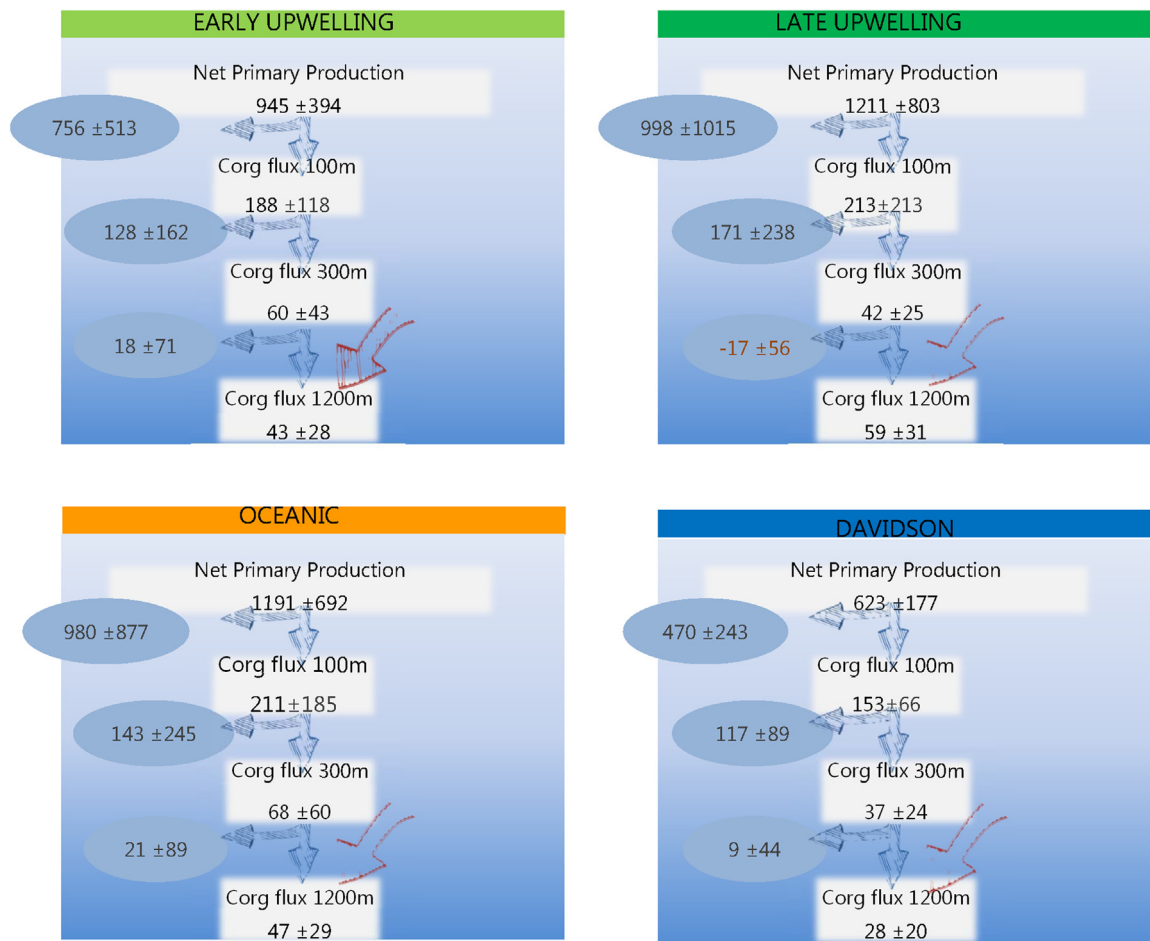 EARLY UPWELLING
Net Primary Production
945 ±394
756 ±513
Corg flux 100m
188 ±118
128 ±162
Corg flux 300m
60 ±43
18 ±71
Corg flux 1200m
43 ±28
LATE UPWELLING
Net Primary Production
1211 ±803
998 ±1015
Corg flux 100m
213±213
171 ±238
Corg flux 300m
42 ±25
-17 ±56
Corg flux 1200m
59 ±31
OCEANIC
Net Primary Production
1191 ±692
980 ±877
Corg flux 100m
211±185
143 ±245
Corg flux 300m
68 ±60
21 ±89
Corg flux 1200m
47 ±29
DAVIDSON
Net Primary Production
623 ±177
470 ±243
Corg flux 100m
153±66
117 ±89
Corg flux 300m
37 ±24
9 ±44
Corg flux 1200m
28 ±20